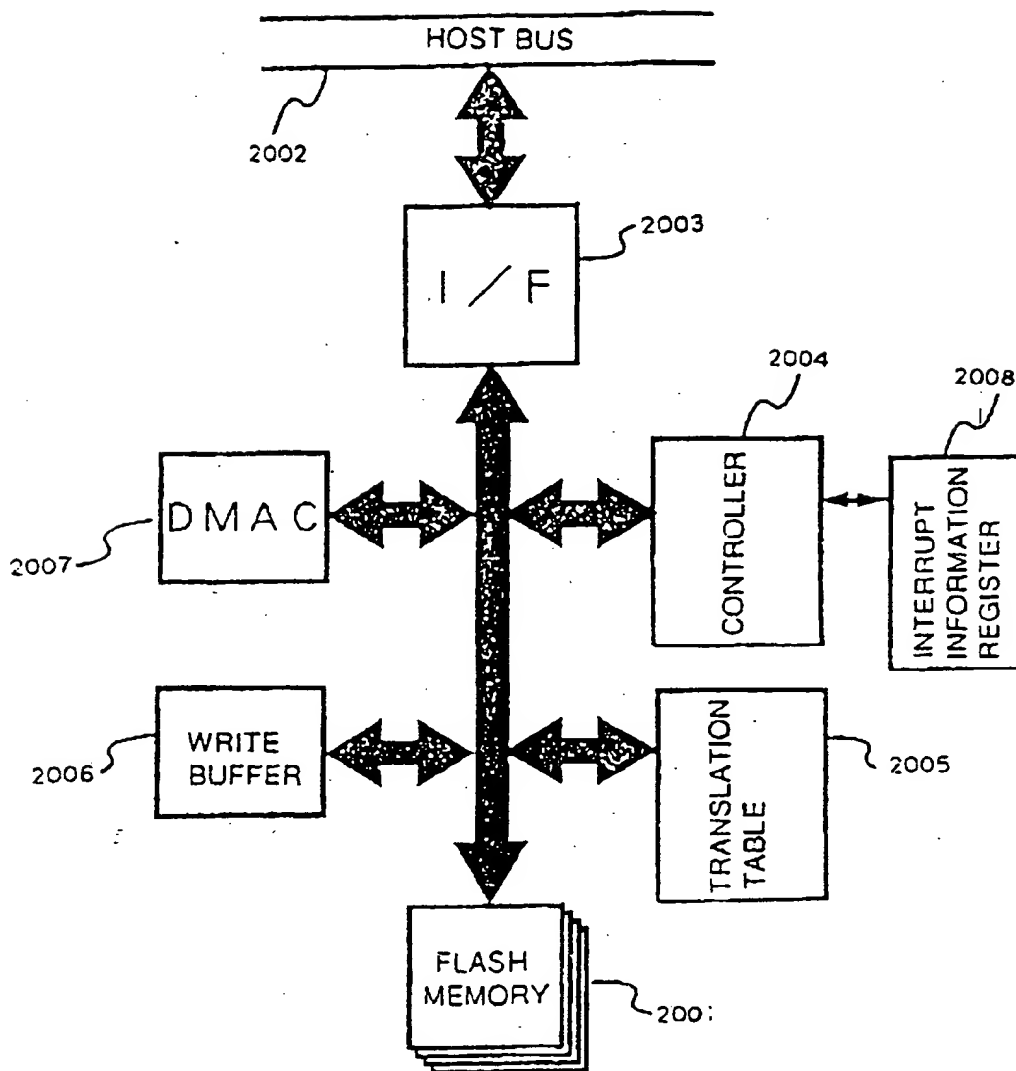 HOST BUS
2002
2003
I/F
2004
2008
DMAC
2007
CONTROLLER
INTERRUPT
INFORMATION
REGISTER
WRITE
BUFFER
2006
TRANSLATION
TABLE
2005
FLASH
MEMORY